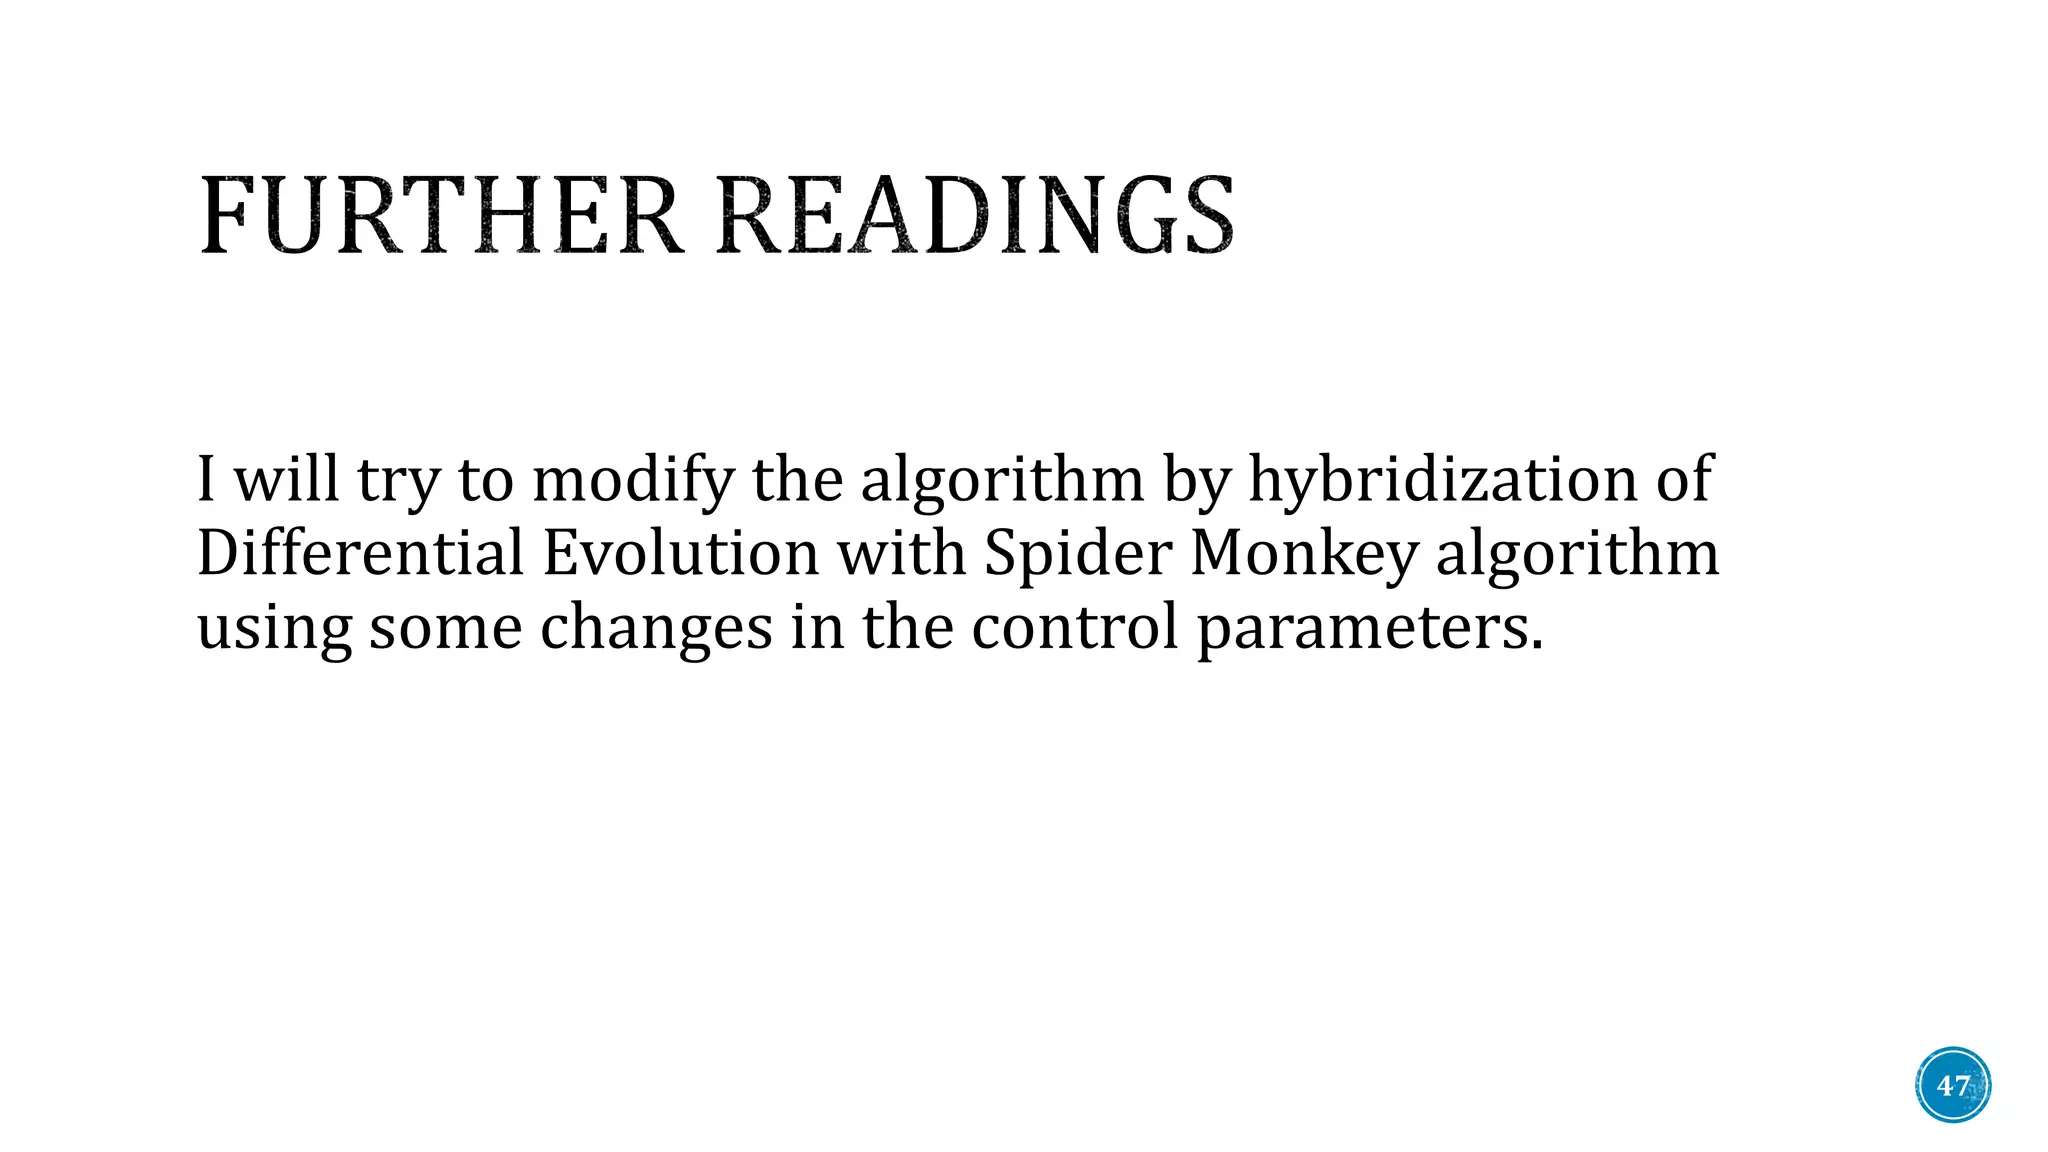 FURTHER READINGS
I will try to modify the algorithm by hybridization of
Differential Evolution with Spider Monkey algorithm
using some changes in the control parameters.
47